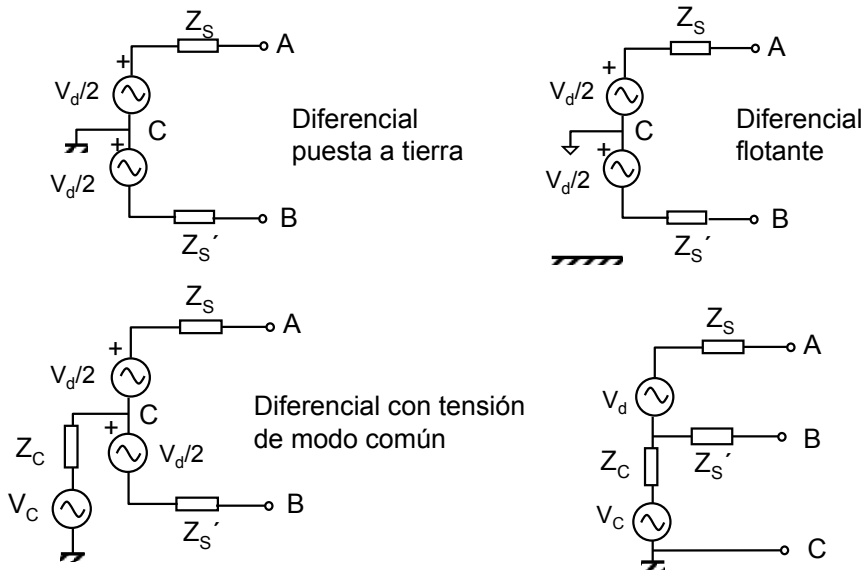 Z_S
A
+
V_d/2
C
+
V_d/2
B
Z_S´
Diferencial
puesta a tierra
Z_S
A
+
V_d/2
C
+
V_d/2
B
Z_S´
Diferencial
flotante
Z_S
A
+
V_d/2
C
+
V_d/2
Z_C
V_C
B
Z_S´
Diferencial con tensión
de modo común
Z_S
A
V_d
B
Z_C
Z_S´
V_C
C